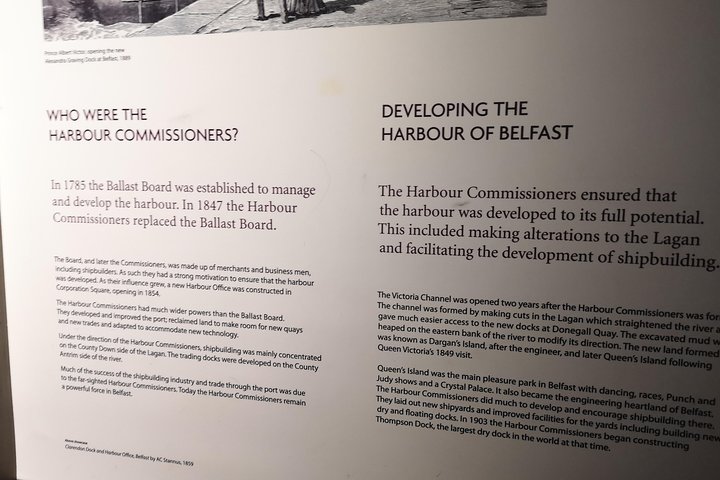 Prince Albert Victor, opening the new
Alexandra Graving Dock at Belfast, 1889
WHO WERE THE
HARBOUR COMMISSIONERS?
In 1785 the Ballast Board was established to manage
and develop the harbour. In 1847 the Harbour
Commissioners replaced the Ballast Board.
The Board, and later the Commissioners, was made up of merchants and business men,
including shipbuilders. As such they had a strong motivation to ensure that the harbour
was developed. As their influence grew, a new Harbour Office was constructed in
Corporation Square, opening in 1854.
The Harbour Commissioners had much wider powers than the Ballast Board.
They developed and improved the port; reclaimed land to make room for new quays
and new trades and adapted to accommodate new technology.
Under the direction of the Harbour Commissioners, shipbuilding was mainly concentrated
on the County Down side of the Lagan. The trading docks were developed on the County
Antrim side of the river.
Much of the success of the shipbuilding industry and trade through the port was due
to the far-sighted Harbour Commissioners. Today the Harbour Commissioners remain
a powerful force in Belfast.
Clarendon Dock and Harbour Office, Belfast by AC Stannus, 1859
DEVELOPING THE
HARBOUR OF BELFAST
The Harbour Commissioners ensured that
the harbour was developed to its full potential.
This included making alterations to the Lagan
and facilitating the development of shipbuilding.
The Victoria Channel was opened two years after the Harbour Commissioners was for
The channel was formed by making cuts in the Lagan which straightened the river a
gave much easier access to the new docks at Donegall Quay. The excavated mud w
heaped on the eastern bank of the river to modify its direction. The new land formed
was known as Dargan's Island, after the engineer, and later Queen's Island following
Queen Victoria's 1849 visit.
Queen's Island was the main pleasure park in Belfast with dancing, races, Punch and
Judy shows and a Crystal Palace. It also became the engineering heartland of Belfast.
The Harbour Commissioners did much to develop and encourage shipbuilding there.
They laid out new shipyards and improved facilities for the yards including building new
dry and floating docks. In 1903 the Harbour Commissioners began constructing
Thompson Dock, the largest dry dock in the world at that time.